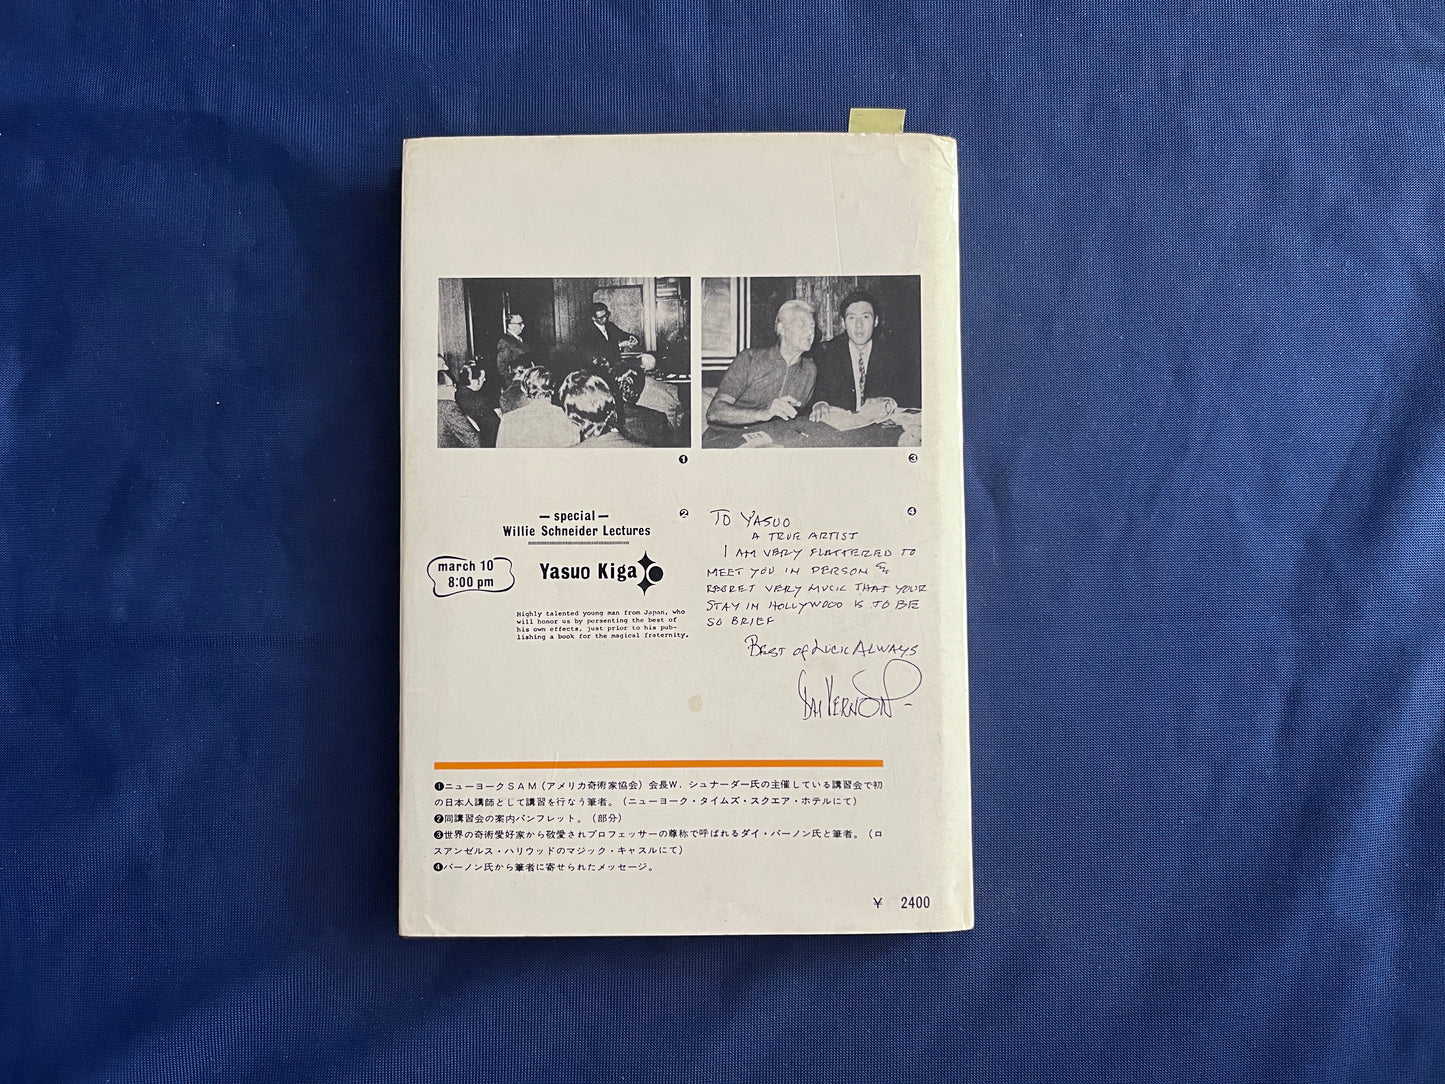 ❶
❸
— special —
Willie Schneider Lectures
❷
march 10
8:00 pm
Yasuo Kiga
Highly talented young man from Japan, who
will honor us by persenting the best of
his own effects, just prior to his pub-
lishing a book for the magical fraternity.
❹
TO YASUO
A TRUE ARTIST
I AM VERY FLATTERED TO
MEET YOU IN PERSON &
REGRET VERY MUCH THAT YOUR
STAY IN HOLLYWOOD IS TO BE
SO BRIEF
BEST of LUCK ALWAYS
DAI VERNON
❶ニューヨークSAM(アメリカ奇術家協会)会長W.シュナーダー氏の主催している講習会で初
の日本人講師として講習を行なう筆者。(ニューヨーク・タイムズ・スクエア・ホテルにて)
❷同講習会の案内パンフレット。(部分)
❸世界の奇術愛好家から敬愛されプロフェッサーの尊称で呼ばれるダイ・バーノン氏と筆者。(ロ
スアンゼルス・ハリウッドのマジック・キャスルにて)
❹バーノン氏から筆者に寄せられたメッセージ。
¥ 2400